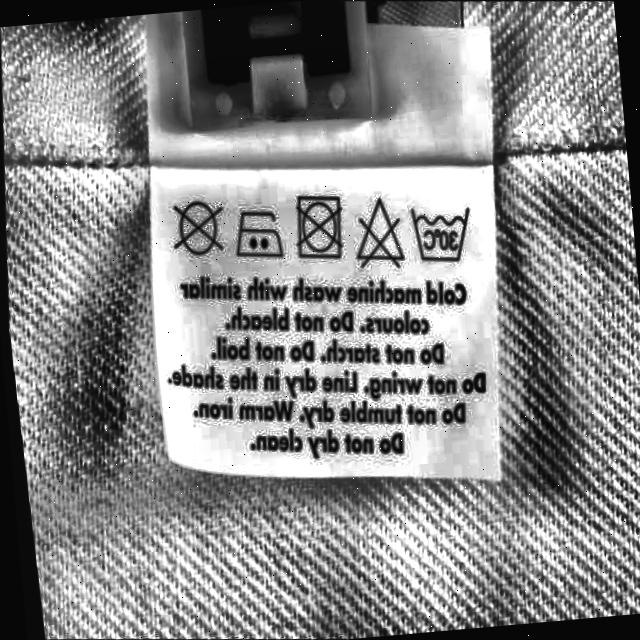 30°C
Cold machine wash with similar
colours. Do not bleach.
Do not starch. Do not boil.
Do not wring. Line dry in the shade.
Do not tumble dry. Warm iron.
Do not dry clean.